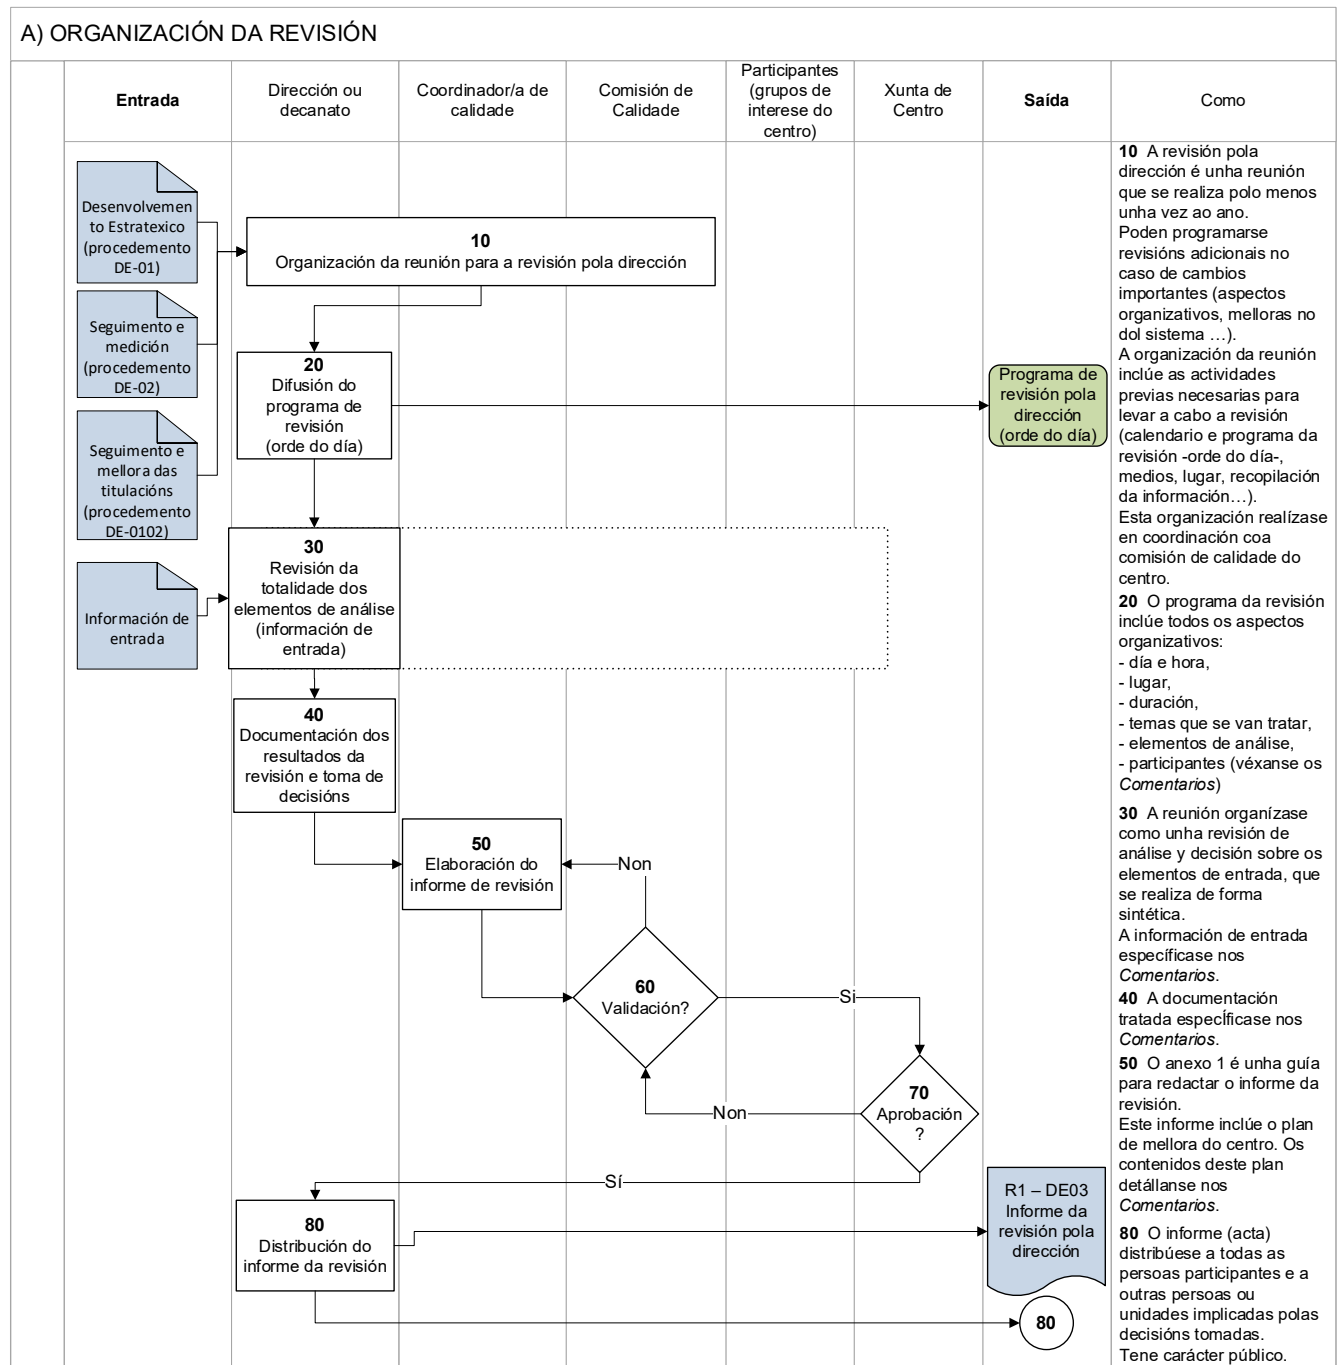 A) ORGANIZACIÓN DA REVISIÓN
Entrada
Dirección ou
decanato
Coordinador/a de
calidade
Comisión de
Calidade
Participantes
(grupos de
interese do
centro)
Xunta de
Centro
Saída
Como
Desenvolvemen
to Estratexico
(procedemento
DE-01)
Seguimento e
medición
(procedemento
DE-02)
Seguimento e
mellora das
titulacións
(procedemento
DE-0102)
Información de
entrada
10
Organización da reunión para a revisión pola dirección
20
Difusión do
programa de
revisión
(orde do día)
Programa de
revisión pola
dirección
(orde do día)
30
Revisión da
totalidade dos
elementos de análise
(información de
entrada)
40
Documentación dos
resultados da
revisión e toma de
decisións
50
Elaboración do
informe de revisión
Non
60
Validación?
Si
70
Aprobación
?
Non
Sí
80
Distribución do
informe da revisión
R1 – DE03
Informe da
revisión pola
dirección
80
10 A revisión pola
dirección é unha reunión
que se realiza polo menos
unha vez ao ano.
Poden programarse
revisións adicionais no
caso de cambios
importantes (aspectos
organizativos, melloras no
dol sistema …).
A organización da reunión
inclúe as actividades
previas necesarias para
levar a cabo a revisión
(calendario e programa da
revisión -orde do día-,
medios, lugar, recopilación
da información…).
Esta organización realízase
en coordinación coa
comisión de calidade do
centro.
20 O programa da revisión
inclúe todos os aspectos
organizativos:
- día e hora,
- lugar,
- duración,
- temas que se van tratar,
- elementos de análise,
- participantes (véxanse os
Comentarios)
30 A reunión organízase
como unha revisión de
análise y decisión sobre os
elementos de entrada, que
se realiza de forma
sintética.
A información de entrada
específicase nos
Comentarios.
40 A documentación
tratada especÍficase nos
Comentarios.
50 O anexo 1 é unha guía
para redactar o informe da
revisión.
Este informe inclúe o plan
de mellora do centro. Os
contenidos deste plan
detállanse nos
Comentarios.
80 O informe (acta)
distribúese a todas as
persoas participantes e a
outras persoas ou
unidades implicadas polas
decisións tomadas.
Tene carácter público.